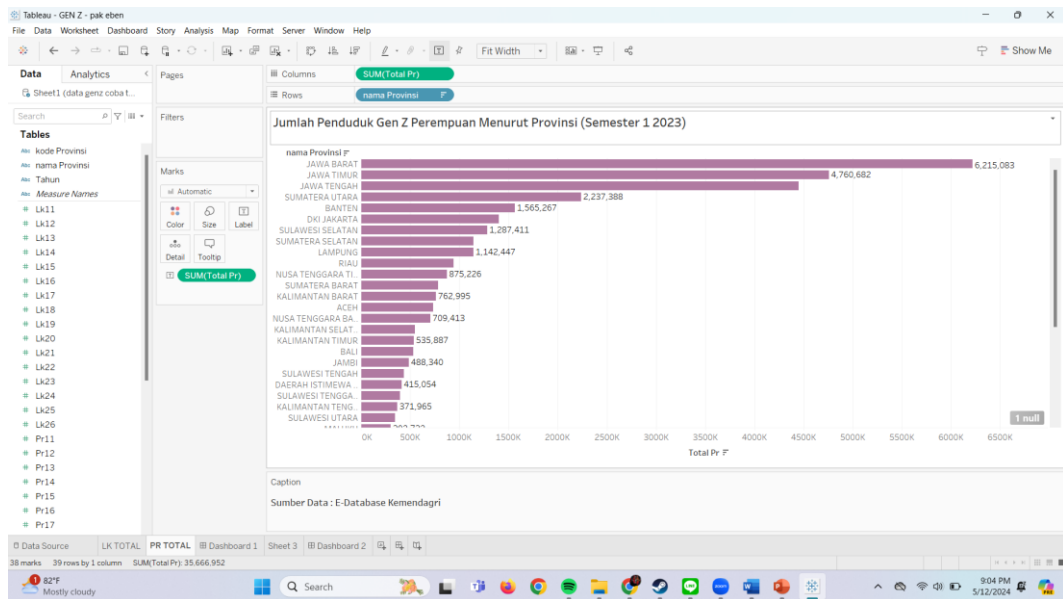 Tableau - GEN Z - pak eben
File Data Worksheet Dashboard Story Analysis Map Format Server Window Help
Fit Width
Show Me
Data Analytics
Sheet1 (data genz coba t...
Search
Tables
Abc kode Provinsi
Abc nama Provinsi
Abc Tahun
Abc Measure Names
# Lk11
# Lk12
# Lk13
# Lk14
# Lk15
# Lk16
# Lk17
# Lk18
# Lk19
# Lk20
# Lk21
# Lk22
# Lk23
# Lk24
# Lk25
# Lk26
# Pr11
# Pr12
# Pr13
# Pr14
# Pr15
# Pr16
# Pr17
Pages
Filters
Marks
Automatic
Color Size Label
Detail Tooltip
SUM(Total Pr)
Columns SUM(Total Pr)
Rows nama Provinsi
Jumlah Penduduk Gen Z Perempuan Menurut Provinsi (Semester 1 2023)
nama Provinsi
JAWA BARAT 6,215,083
JAWA TIMUR 4,760,682
JAWA TENGAH
SUMATERA UTARA 2,237,388
BANTEN 1,565,267
DKI JAKARTA
SULAWESI SELATAN 1,287,411
SUMATERA SELATAN
LAMPUNG 1,142,447
RIAU
NUSA TENGGARA TI... 875,226
SUMATERA BARAT
KALIMANTAN BARAT 762,995
ACEH
NUSA TENGGARA BA... 709,413
KALIMANTAN SELAT...
KALIMANTAN TIMUR 535,887
BALI
JAMBI 488,340
SULAWESI TENGAH
DAERAH ISTIMEWA ... 415,054
SULAWESI TENGGA...
KALIMANTAN TENG... 371,965
SULAWESI UTARA
1 null
0K 500K 1000K 1500K 2000K 2500K 3000K 3500K 4000K 4500K 5000K 5500K 6000K 6500K
Total Pr
Caption
Sumber Data : E-Database Kemendagri
Data Source LK TOTAL PR TOTAL Dashboard 1 Sheet 3 Dashboard 2
38 marks 39 rows by 1 column SUM(Total Pr): 35.666.952
1
82°F
Mostly cloudy
Search
9:04 PM
5/12/2024